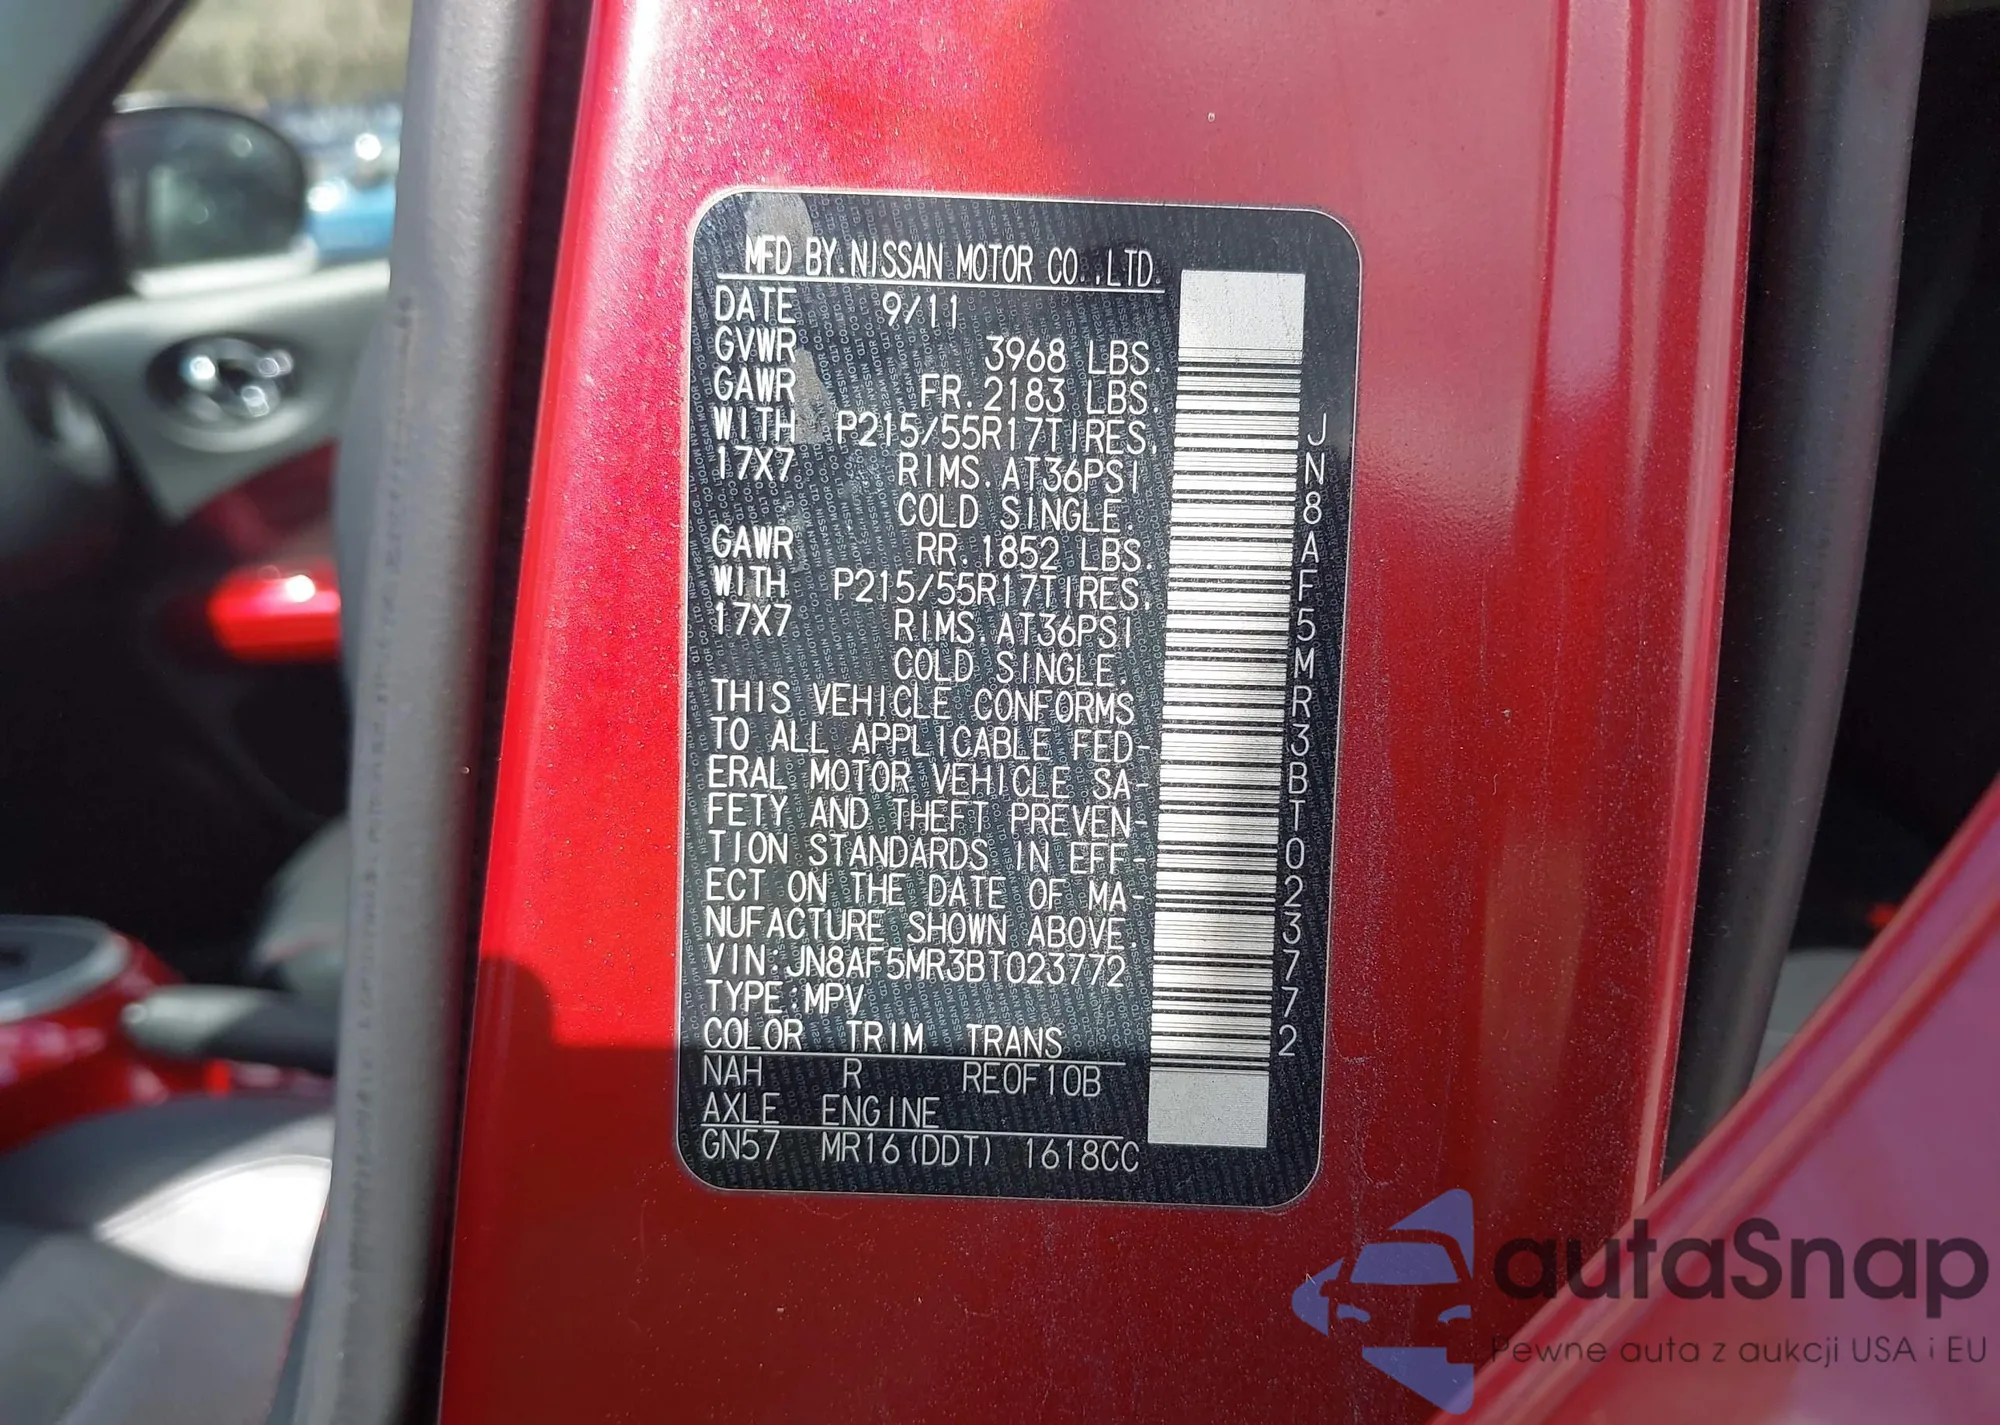 MFD BY.NISSAN MOTOR CO.,LTD.
DATE 9/11
GVWR 3968 LBS.
GAWR FR.2183 LBS.
WITH P215/55R17TIRES,
17X7 RIMS.AT36PSI
COLD SINGLE.
GAWR RR.1852 LBS.
WITH P215/55R17TIRES,
17X7 RIMS.AT36PSI
COLD SINGLE.
THIS VEHICLE CONFORMS
TO ALL APPLICABLE FED-
ERAL MOTOR VEHICLE SA-
FETY AND THEFT PREVEN-
TION STANDARDS IN EFF-
ECT ON THE DATE OF MA-
NUFACTURE SHOWN ABOVE.
VIN:JN8AF5MR3BT023772
TYPE:MPV
COLOR TRIM TRANS
NAH R RE0F10B
AXLE ENGINE
GN57 MR16(DDT) 1618CC
JN8AF5MR3BT023772
autaSnap
Pewne auta z aukcji USA i EU